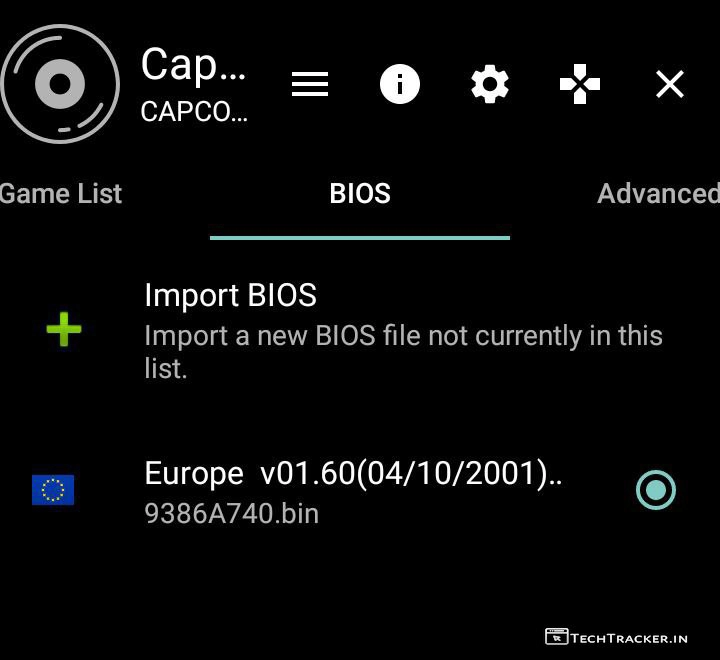 Cap...
CAPCO...
Game List
BIOS
Advanced
Import BIOS
Import a new BIOS file not currently in this
list.
Europe v01.60(04/10/2001)..
9386A740.bin
TECHTRACKER.IN